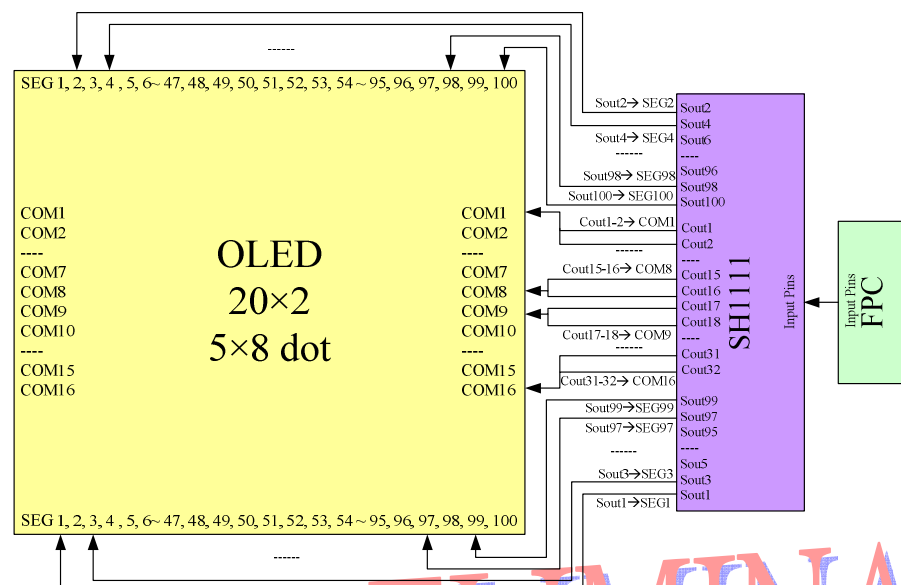 ------
SEG 1, 2, 3, 4 , 5, 6~ 47, 48, 49, 50, 51, 52, 53, 54 ~ 95, 96, 97, 98, 99, 100
COM1
COM2
----
COM7
COM8
COM9
COM10
----
COM15
COM16
OLED
20×2
5×8 dot
COM1
COM2
----
COM7
COM8
COM9
COM10
----
COM15
COM16
SEG 1, 2, 3, 4 , 5, 6~ 47, 48, 49, 50, 51, 52, 53, 54 ~ 95, 96, 97, 98, 99, 100
------
Sout2→ SEG2
Sout4→ SEG4
------
Sout98→ SEG98
Sout100→ SEG100
Cout1-2→ COM1
------
Cout15-16→ COM8
Cout17-18→ COM9
------
Cout31-32→ COM16
Sout99→SEG99
Sout97→SEG97
------
Sout3→SEG3
Sout1→SEG1
Sout2
Sout4
Sout6
----
Sout96
Sout98
Sout100
Cout1
Cout2
----
Cout15
Cout16
Cout17
Cout18
----
Cout31
Cout32
Sout99
Sout97
Sout95
----
Sou5
Sout3
Sout1
SH1111
Input Pins
Input Pins
FPC